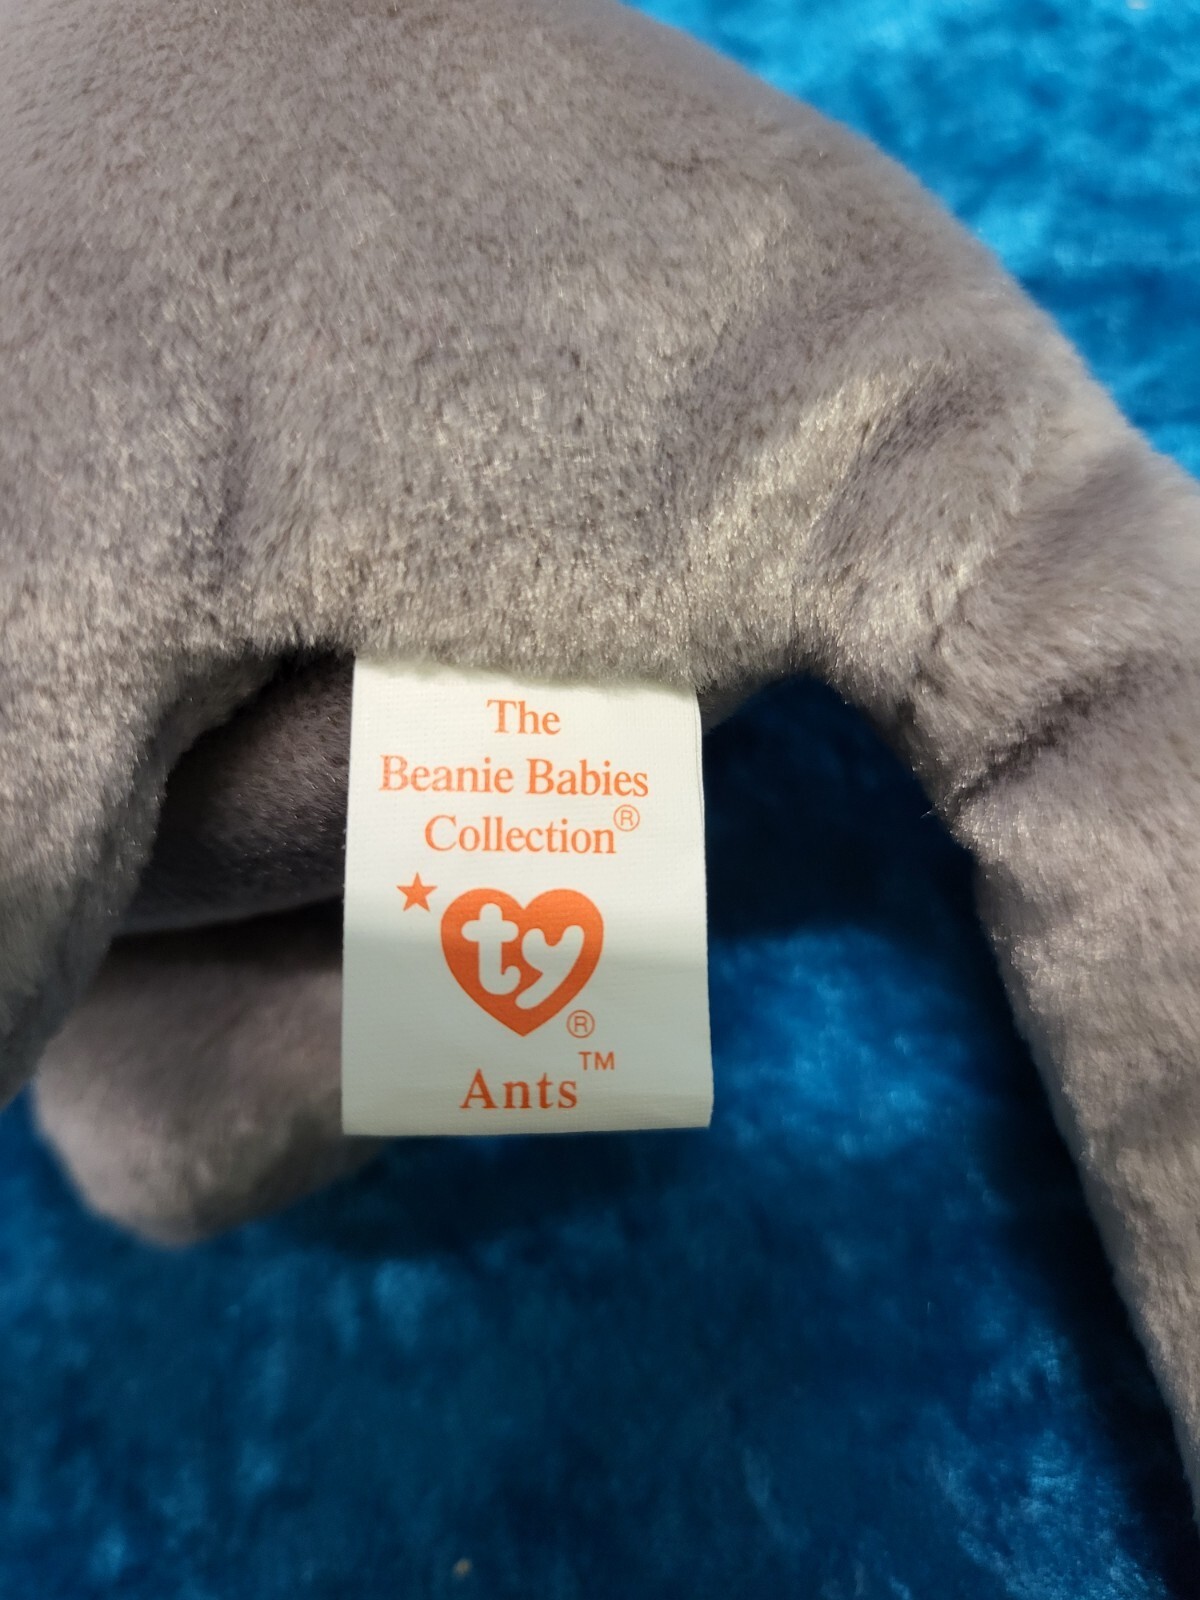 The
Beanie Babies
Collection®
★ ty®
Ants™